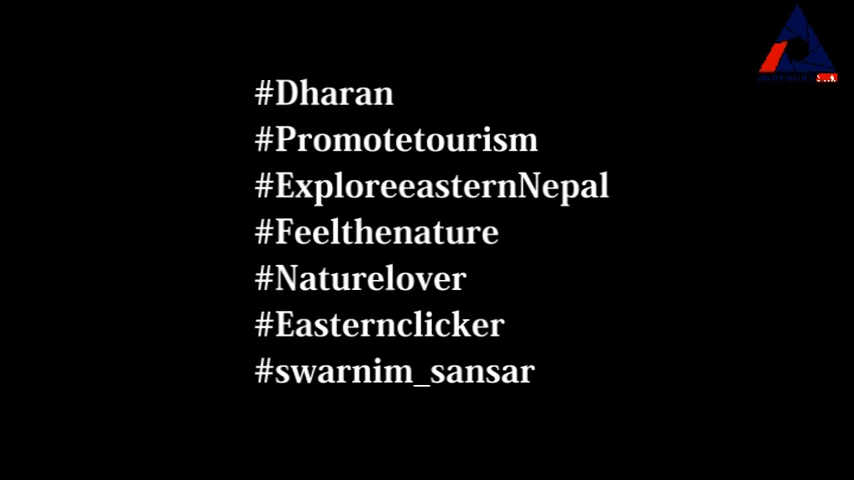 #Dharan
#Promotetourism
#ExploreeasternNepal
#Feelthenature
#Naturelover
#Easternclicker
#swarnim_sansar